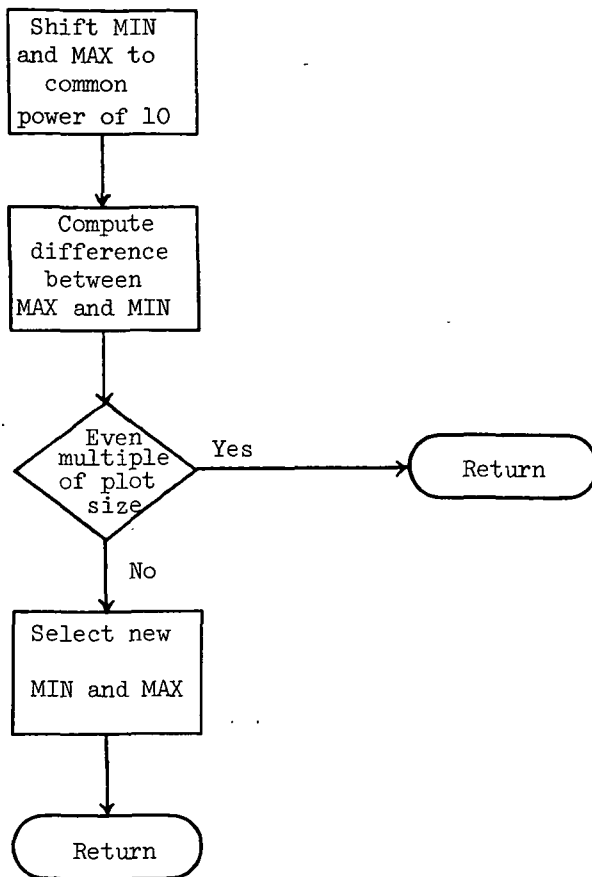 Shift MIN
and MAX to
common
power of 10
Compute
difference
between
MAX and MIN
Even
multiple
of plot
size
Yes
Return
No
Select new
MIN and MAX
Return